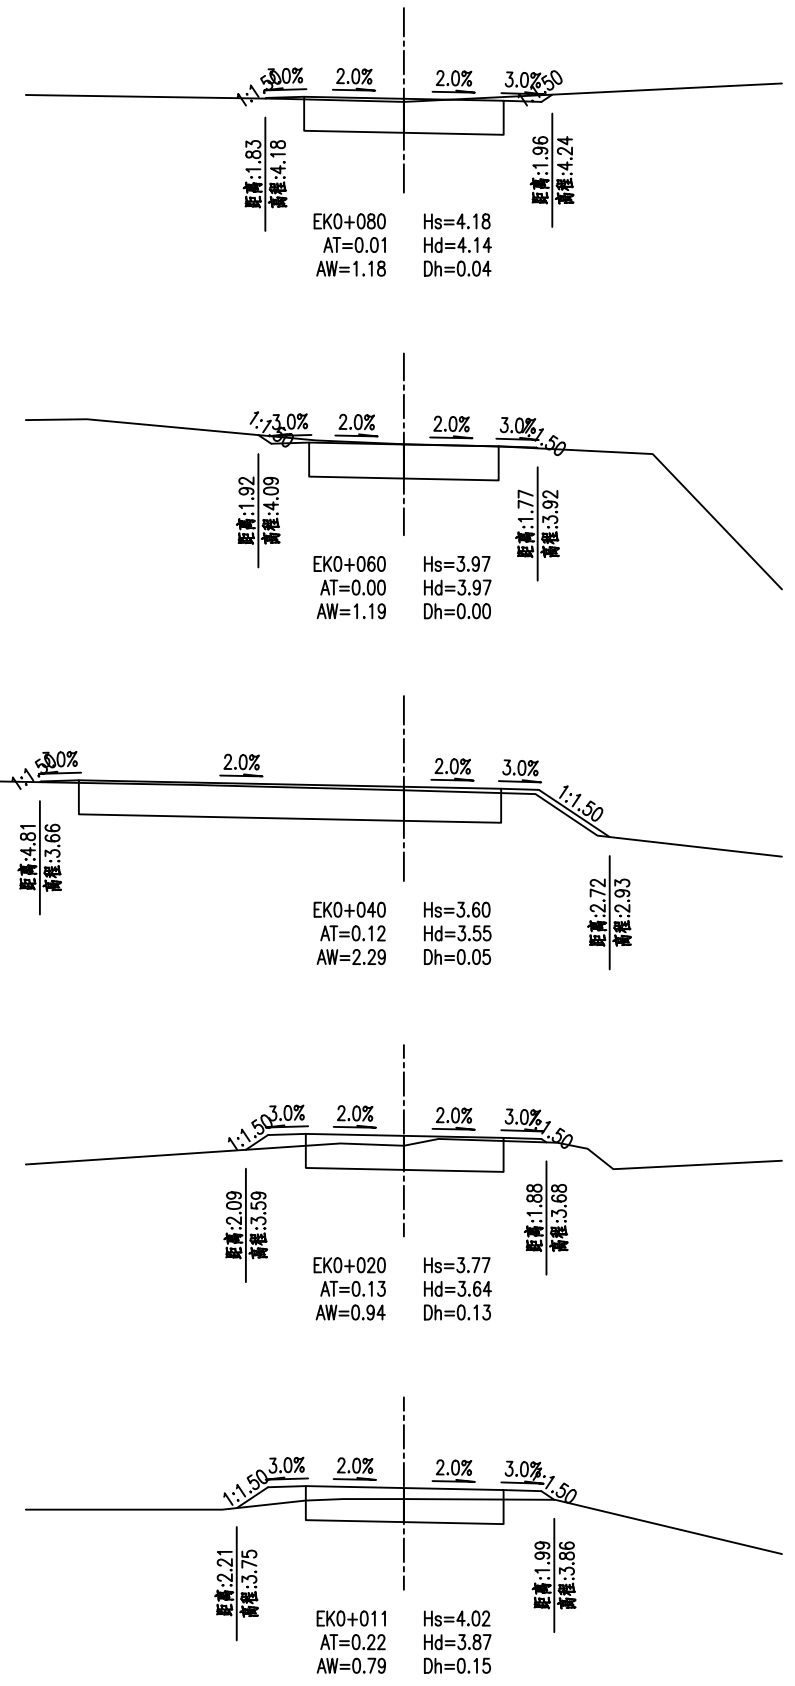 1:1.50 3.0% 2.0% 2.0% 3.0% 1:1.50
距离:1.83
高程:4.18
距离:1.96
高程:4.24
EK0+080 Hs=4.18
AT=0.01 Hd=4.14
AW=1.18 Dh=0.04
1:1.50 3.0% 2.0% 2.0% 3.0% 1:1.50
距离:1.92
高程:4.09
距离:1.77
高程:3.92
EK0+060 Hs=3.97
AT=0.00 Hd=3.97
AW=1.19 Dh=0.00
1:1.50 3.0% 2.0% 2.0% 3.0% 1:1.50
距离:4.81
高程:3.66
距离:2.72
高程:2.93
EK0+040 Hs=3.60
AT=0.12 Hd=3.55
AW=2.29 Dh=0.05
1:1.50 3.0% 2.0% 2.0% 3.0% 1:1.50
距离:2.09
高程:3.59
距离:1.88
高程:3.68
EK0+020 Hs=3.77
AT=0.13 Hd=3.64
AW=0.94 Dh=0.13
1:1.50 3.0% 2.0% 2.0% 3.0% 1:1.50
距离:2.21
高程:3.75
距离:1.99
高程:3.86
EK0+011 Hs=4.02
AT=0.22 Hd=3.87
AW=0.79 Dh=0.15